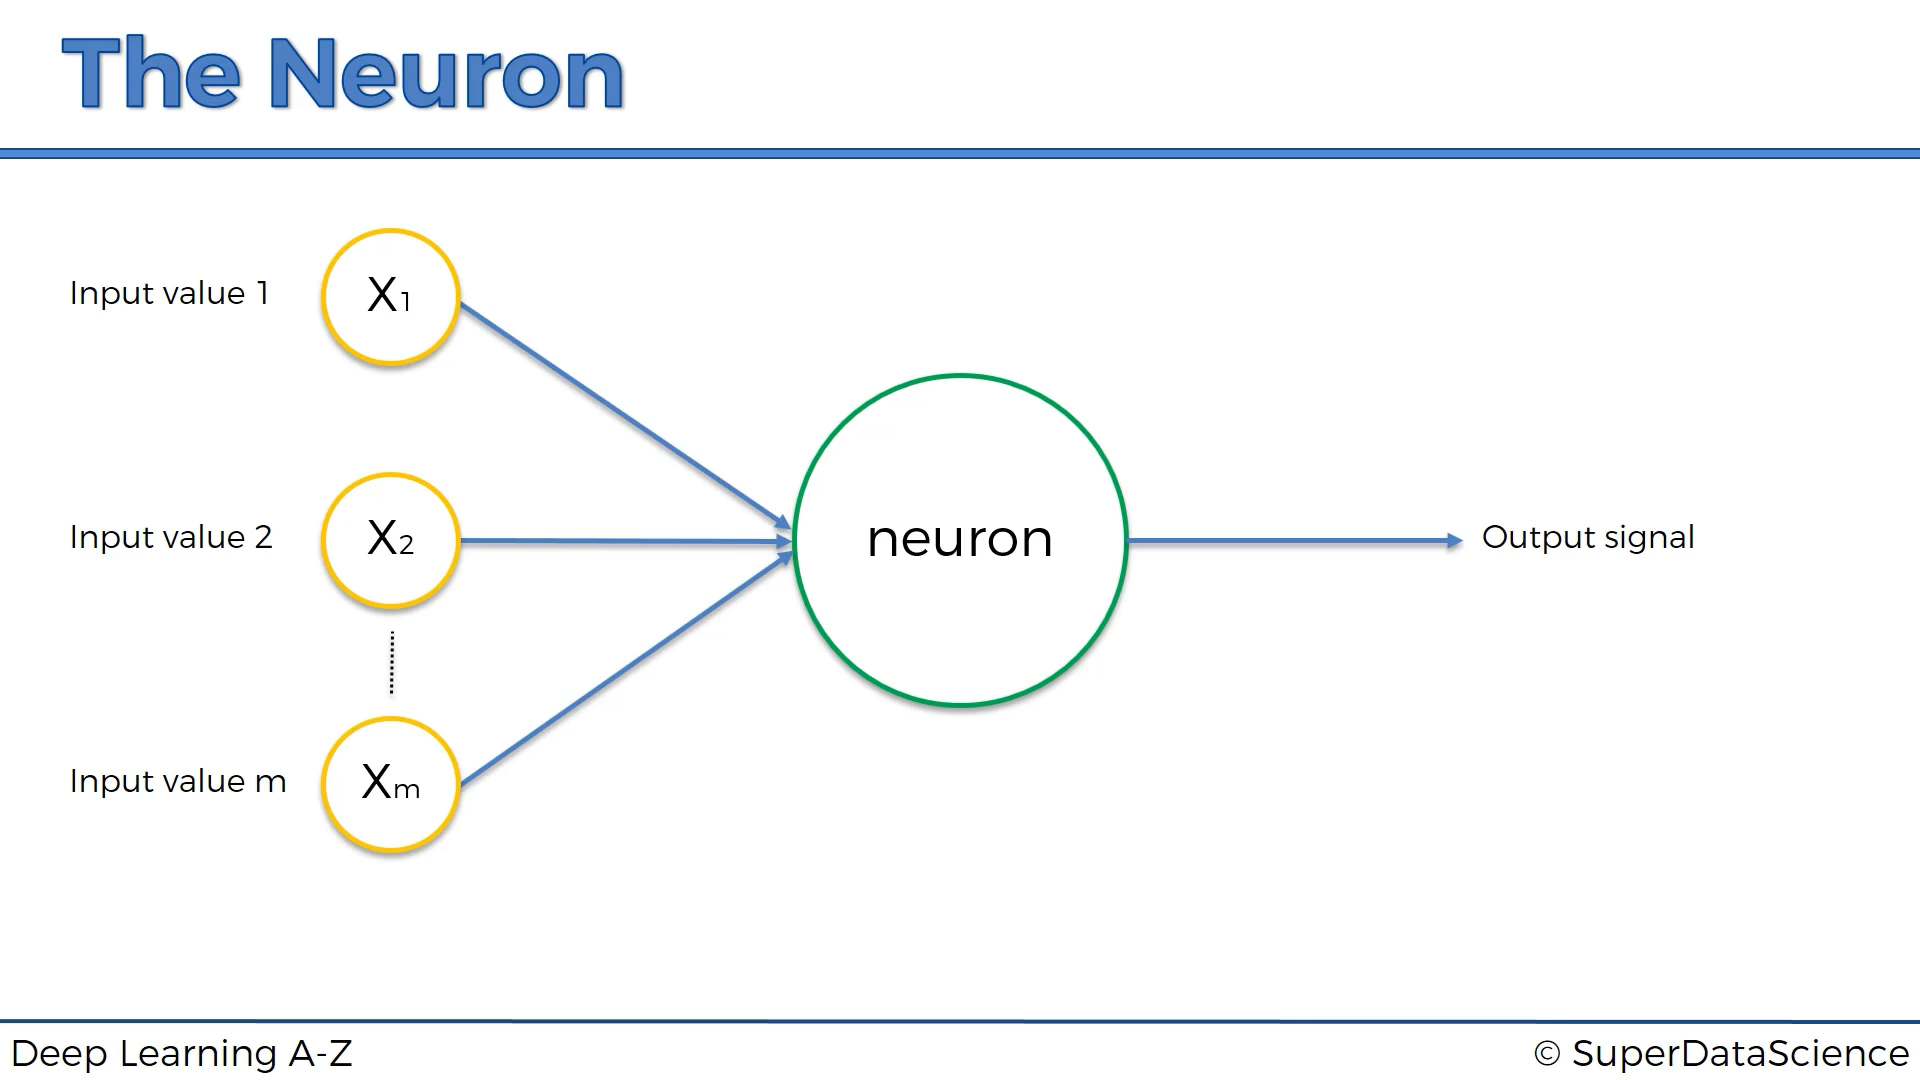 The Neuron
Input value 1
X₁
Input value 2
X₂
neuron
Output signal
Input value m
Xₘ
Deep Learning A-Z
© SuperDataScience